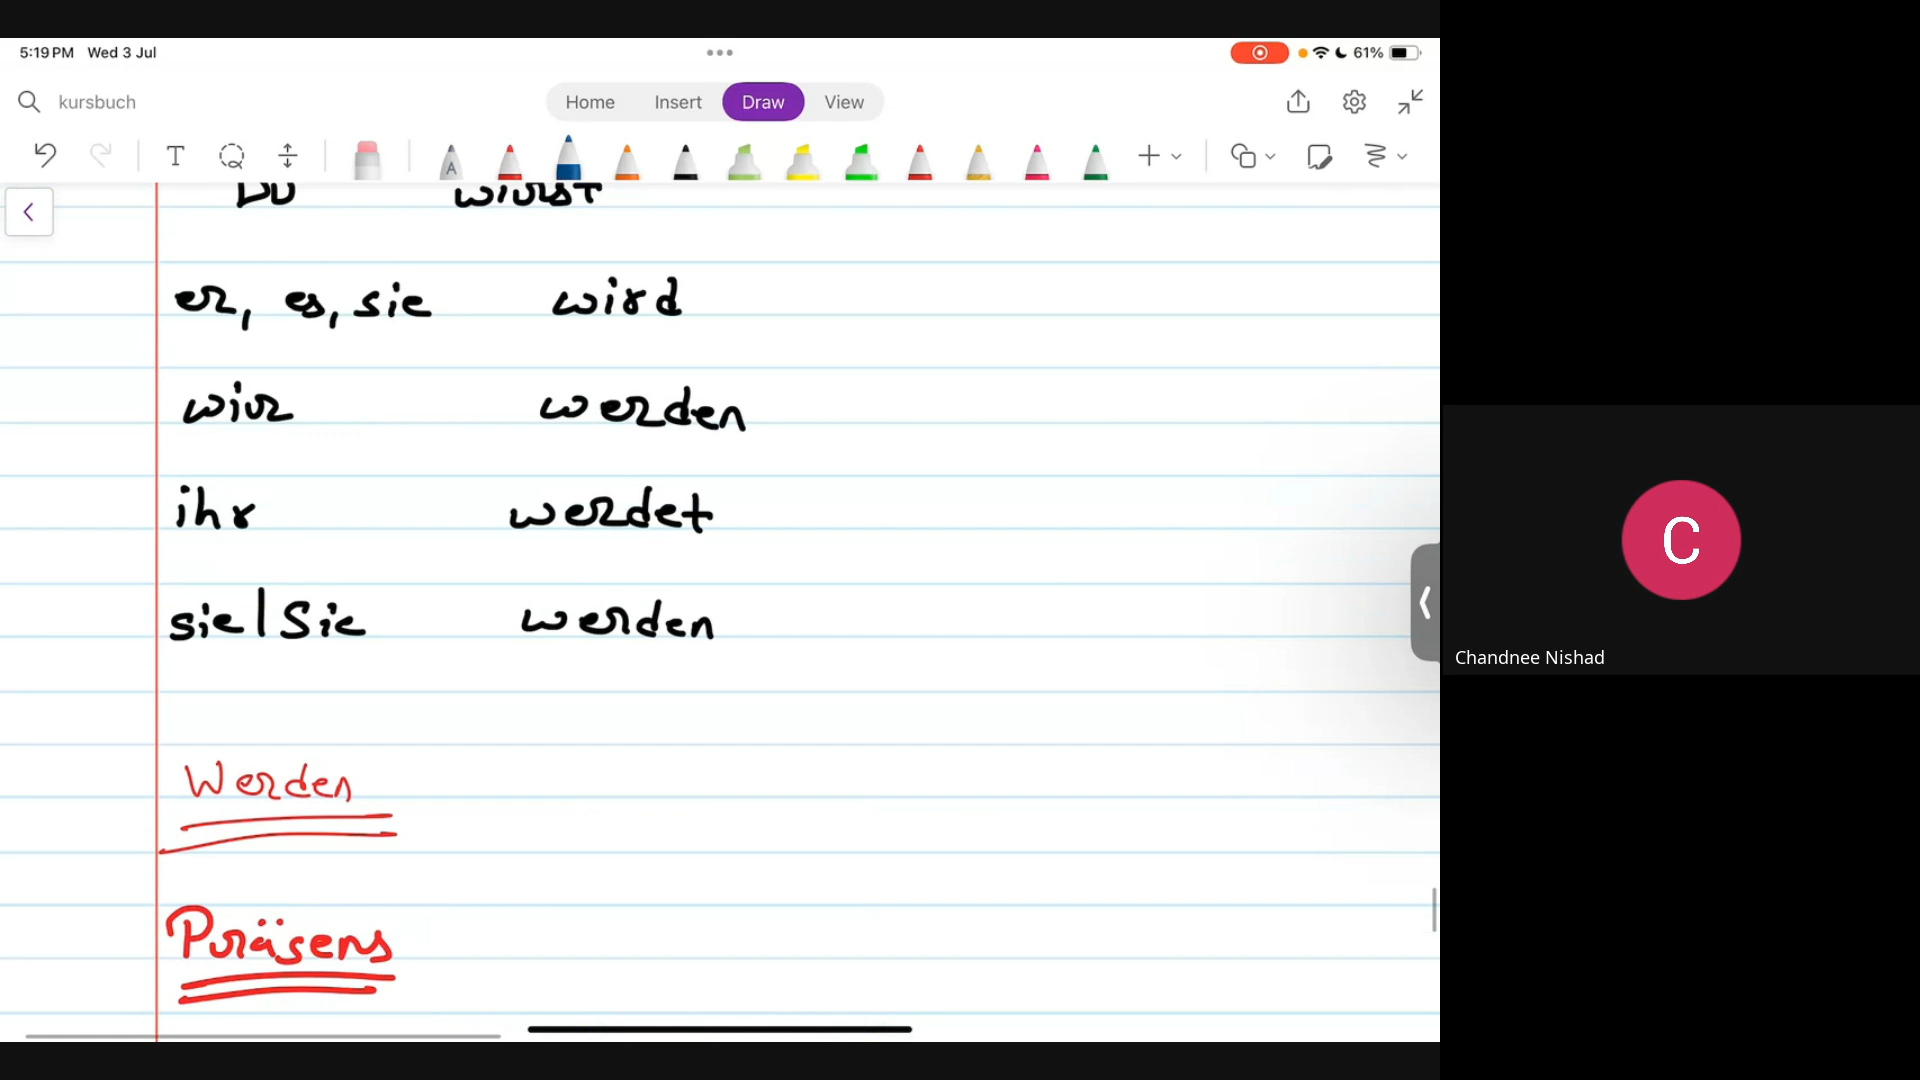 5:19 PM Wed 3 Jul 61%
kursbuch Home Insert Draw View
Du wirst
er, es, sie wird
wir werden
ihr werdet
sie|Sie werden
Werden
Präsens
C
Chandnee Nishad